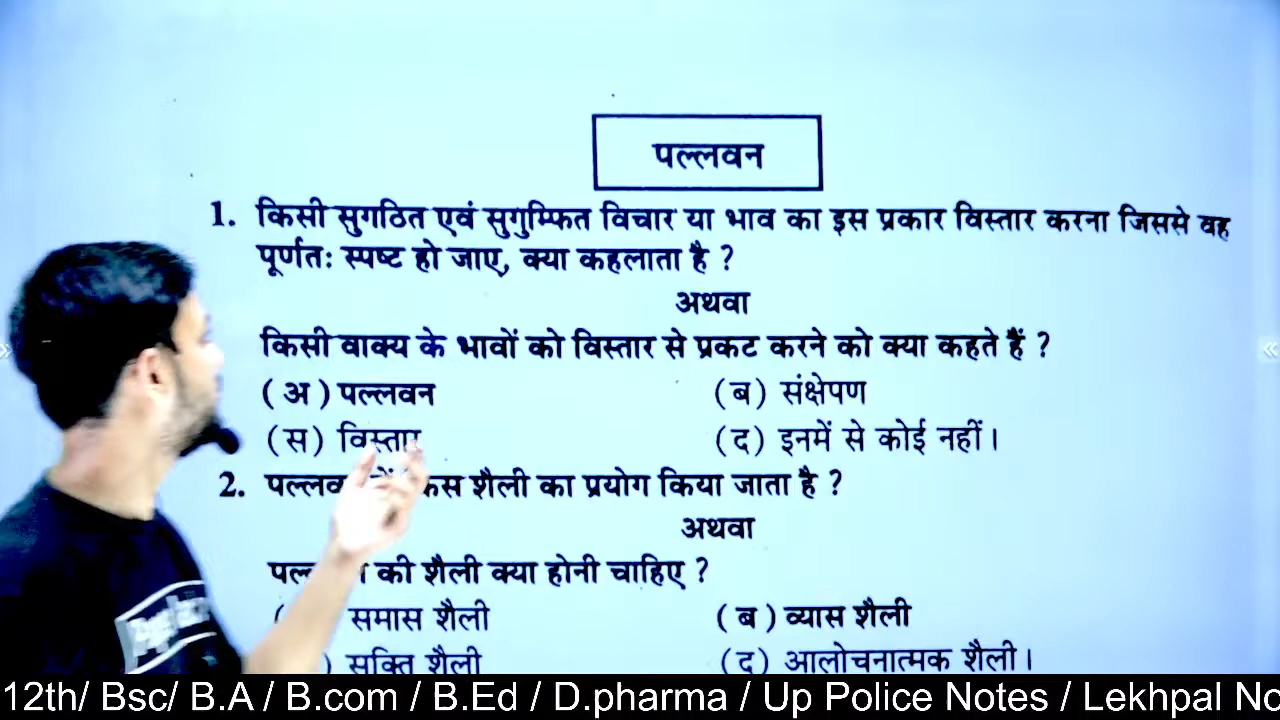 पल्लवन
1. किसी सुगठित एवं सुगुम्फित विचार या भाव का इस प्रकार विस्तार करना जिससे वह
पूर्णतः स्पष्ट हो जाए, क्या कहलाता है ?
अथवा
किसी वाक्य के भावों को विस्तार से प्रकट करने को क्या कहते हैं ?
( अ ) पल्लवन (ब) संक्षेपण
(स) विस्तार (द) इनमें से कोई नहीं।
2. शैली का प्रयोग किया जाता है ?
अथवा
की शैली क्या होनी चाहिए ?
समास शैली ( ब ) व्यास शैली
सूक्ति शैली (द) आलोचनात्मक शैली।
12th/ Bsc/ B.A / B.com / B.Ed / D.pharma / Up Police Notes / Lekhpal